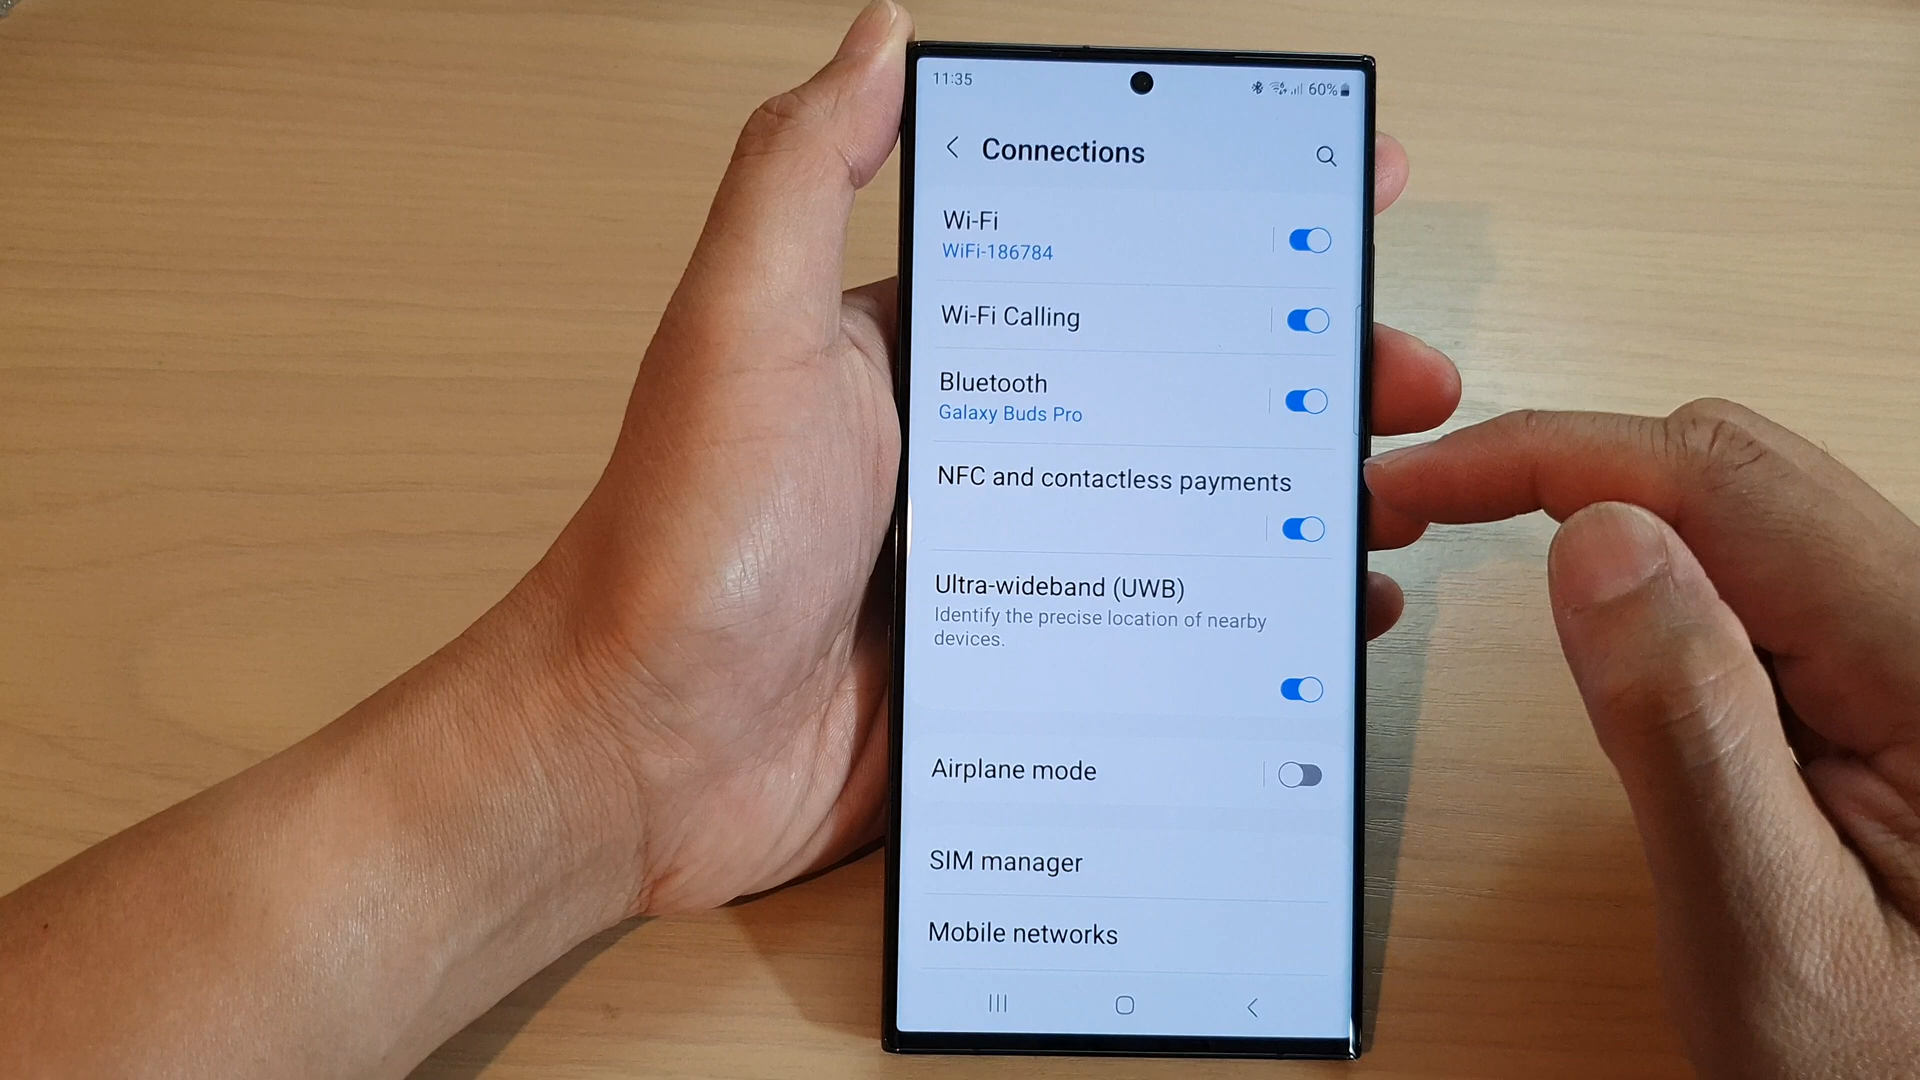 11:35
60%
Connections
Wi-Fi
WiFi-186784
Wi-Fi Calling
Bluetooth
Galaxy Buds Pro
NFC and contactless payments
Ultra-wideband (UWB)
Identify the precise location of nearby
devices.
Airplane mode
SIM manager
Mobile networks